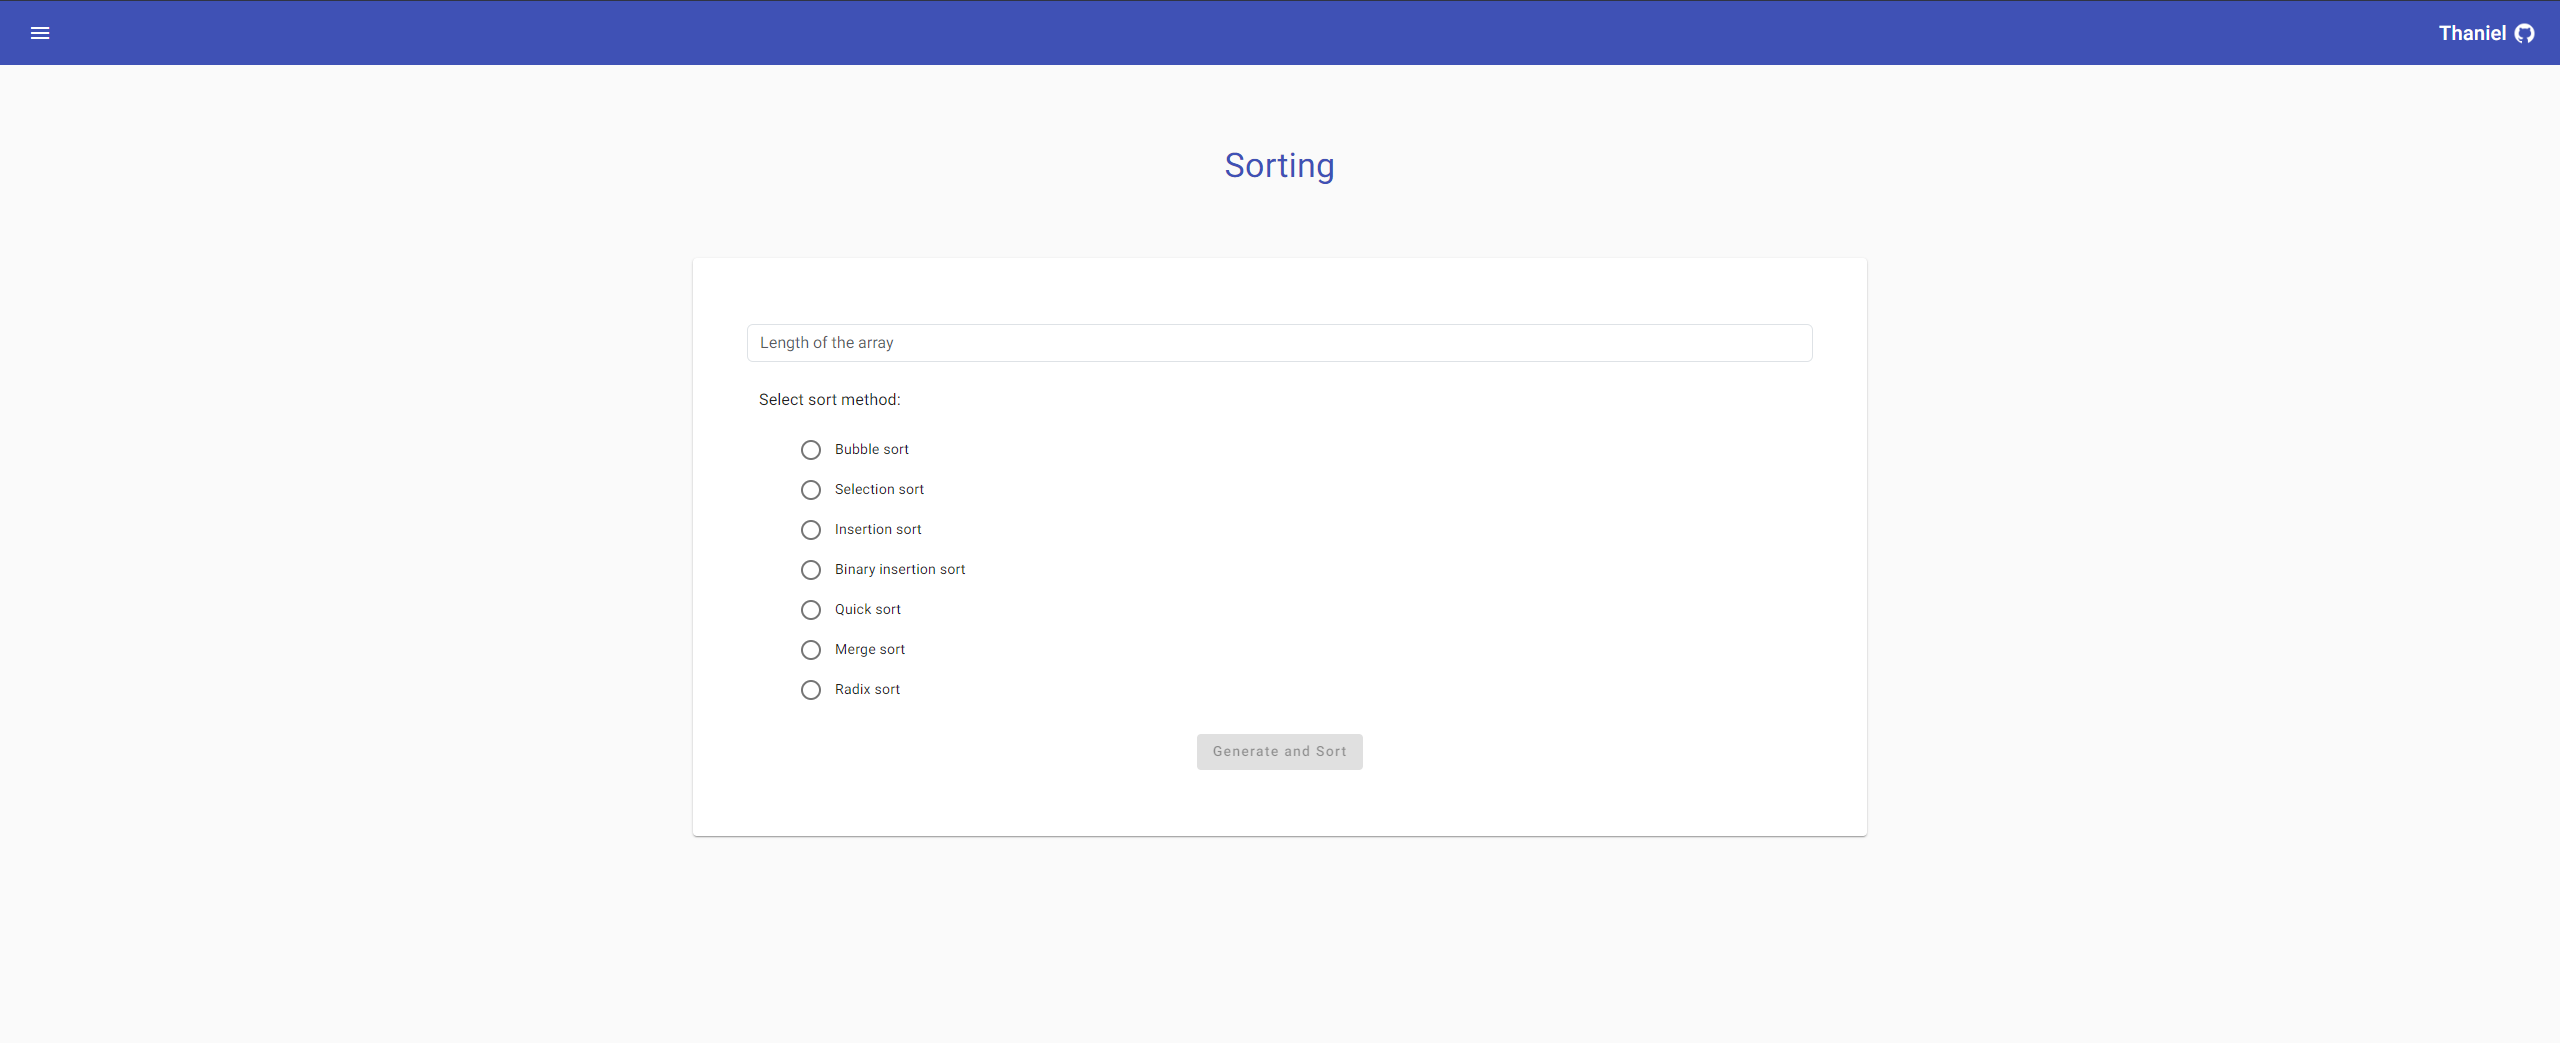 Thaniel
Sorting
Length of the array
Select sort method:
Bubble sort
Selection sort
Insertion sort
Binary insertion sort
Quick sort
Merge sort
Radix sort
Generate and Sort